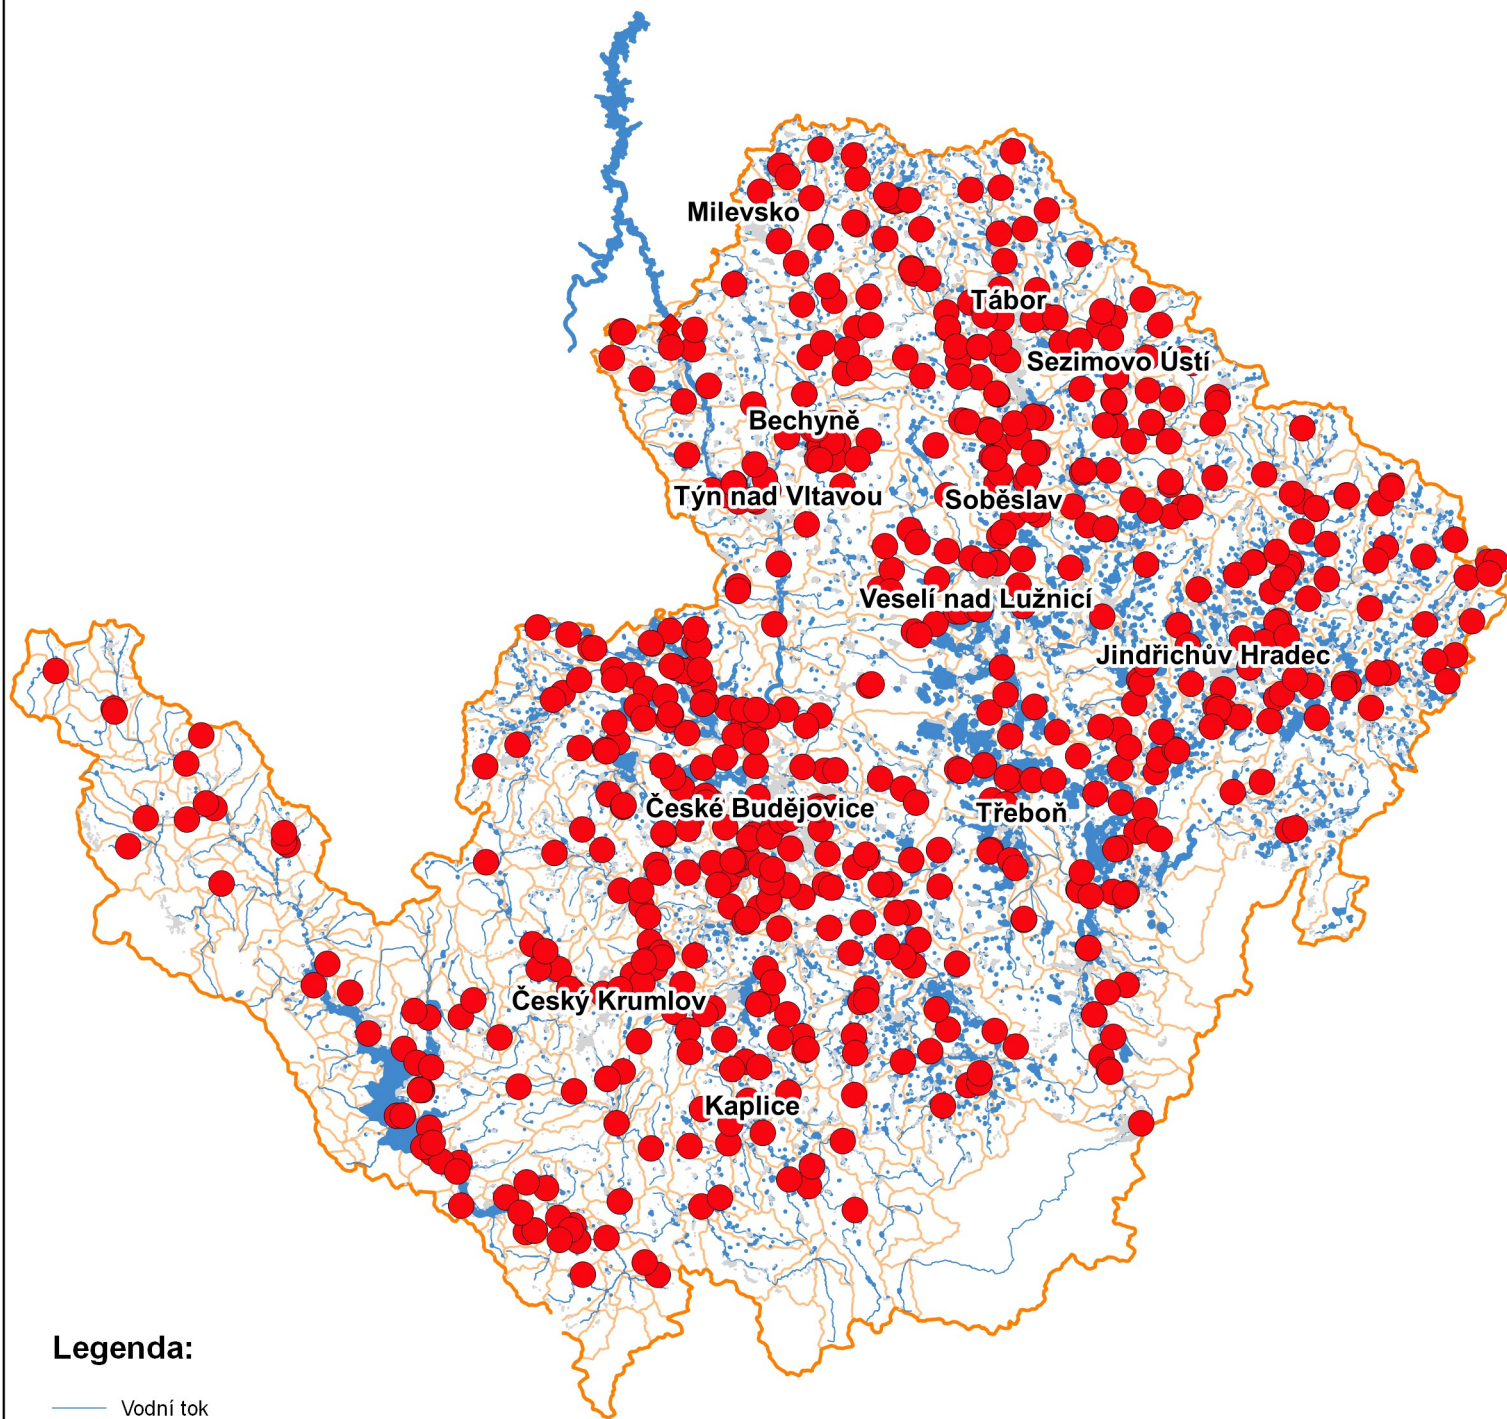 Milevsko
Tábor
Sezimovo Ústí
Bechyně
Týn nad Vltavou
Soběslav
Veselí nad Lužnicí
Jindřichův Hradec
České Budějovice
Třeboň
Český Krumlov
Kaplice
Legenda:
Vodní tok